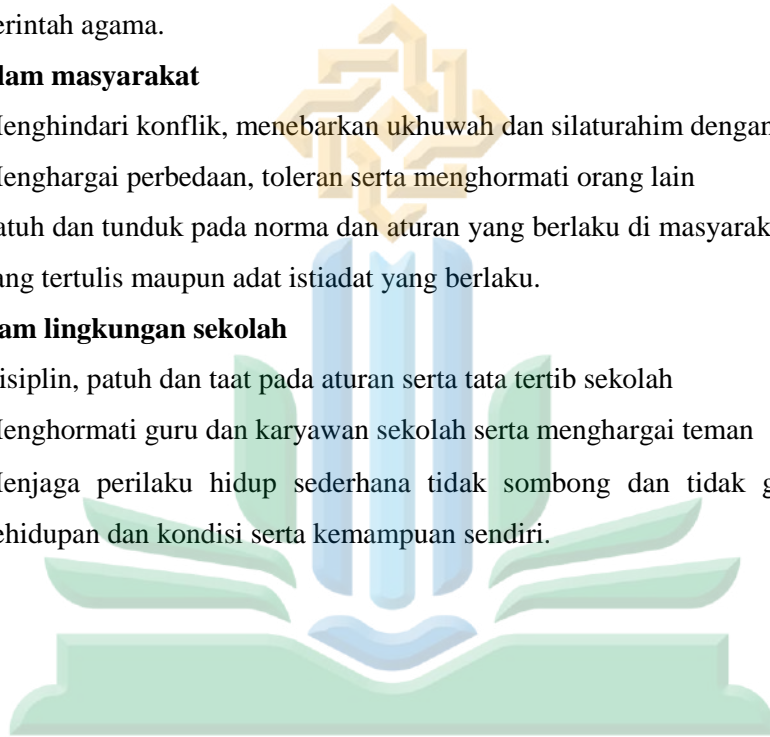 erintah agama.
lam masyarakat
Menghindari konflik, menebarkan ukhuwah dan silaturahim dengan
Menghargai perbedaan, toleran serta menghormati orang lain
atuh dan tunduk pada norma dan aturan yang berlaku di masyarak
ang tertulis maupun adat istiadat yang berlaku.
am lingkungan sekolah
isiplin, patuh dan taat pada aturan serta tata tertib sekolah
Menghormati guru dan karyawan sekolah serta menghargai teman
Menjaga perilaku hidup sederhana tidak sombong dan tidak g
ehidupan dan kondisi serta kemampuan sendiri.